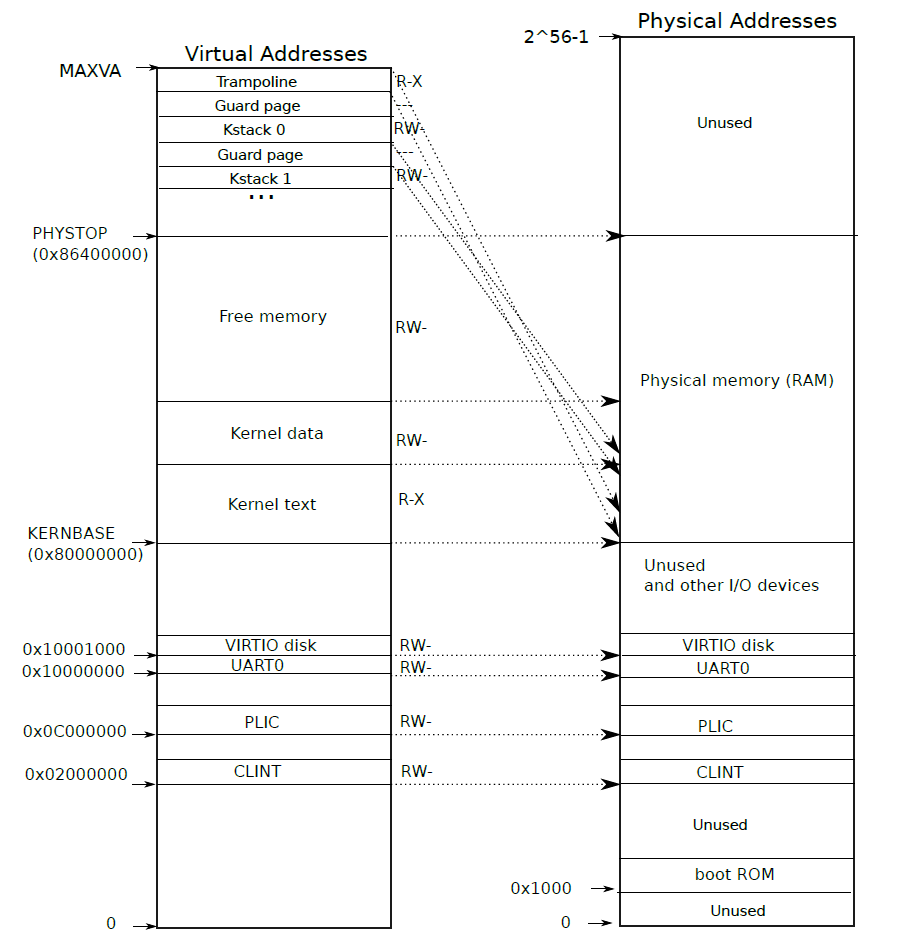 Physical Addresses
2^56-1
Virtual Addresses
MAXVA
Trampoline
R-X
Guard page
---
Unused
Kstack 0
RW-
Guard page
---
Kstack 1
RW-
...
PHYSTOP
(0x86400000)
Free memory
RW-
Physical memory (RAM)
Kernel data
RW-
Kernel text
R-X
KERNBASE
(0x80000000)
Unused
and other I/O devices
0x10001000
VIRTIO disk
RW-
VIRTIO disk
0x10000000
UART0
RW-
UART0
0x0C000000
PLIC
RW-
PLIC
0x02000000
CLINT
RW-
CLINT
Unused
boot ROM
0x1000
Unused
0
0